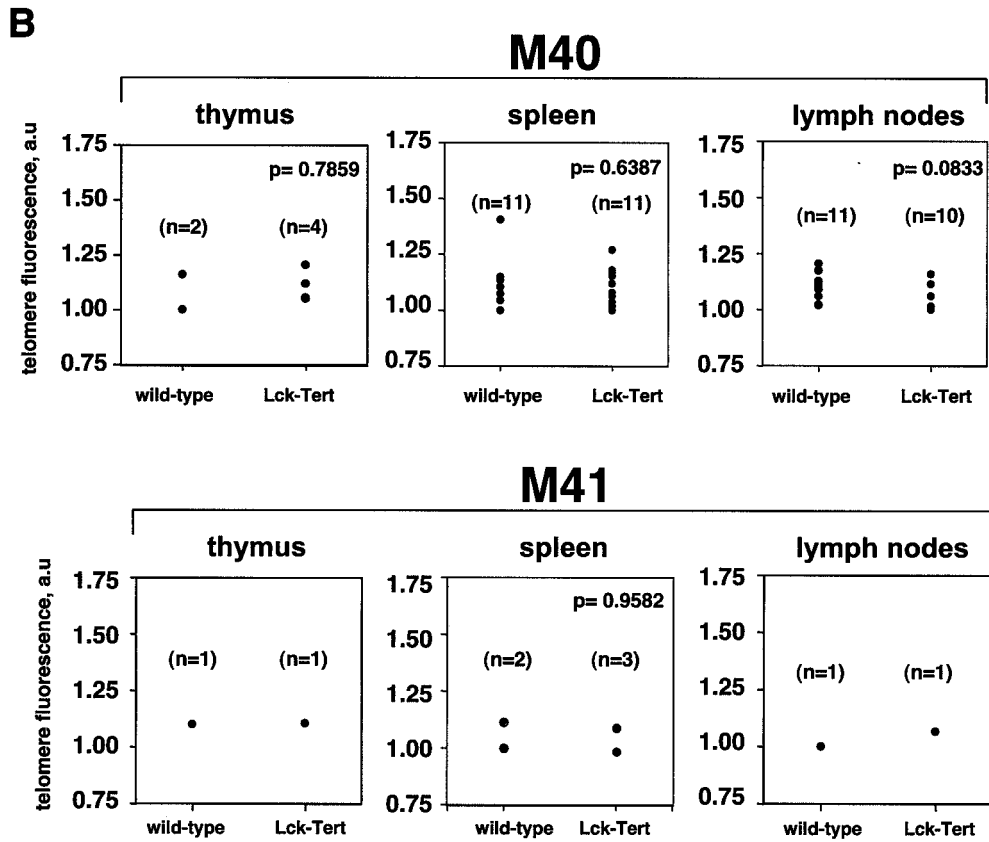 B
M40
thymus
spleen
lymph nodes
telomere fluorescence, a.u
1.75
1.50
1.25
1.00
0.75
p= 0.7859
(n=2)
(n=4)
wild-type
Lck-Tert
1.75
1.50
1.25
1.00
0.75
p= 0.6387
(n=11)
(n=11)
wild-type
Lck-Tert
1.75
1.50
1.25
1.00
0.75
p= 0.0833
(n=11)
(n=10)
wild-type
Lck-Tert
M41
thymus
spleen
lymph nodes
telomere fluorescence, a.u
1.75
1.50
1.25
1.00
0.75
(n=1)
(n=1)
wild-type
Lck-Tert
1.75
1.50
1.25
1.00
0.75
p= 0.9582
(n=2)
(n=3)
wild-type
Lck-Tert
1.75
1.50
1.25
1.00
0.75
(n=1)
(n=1)
wild-type
Lck-Tert